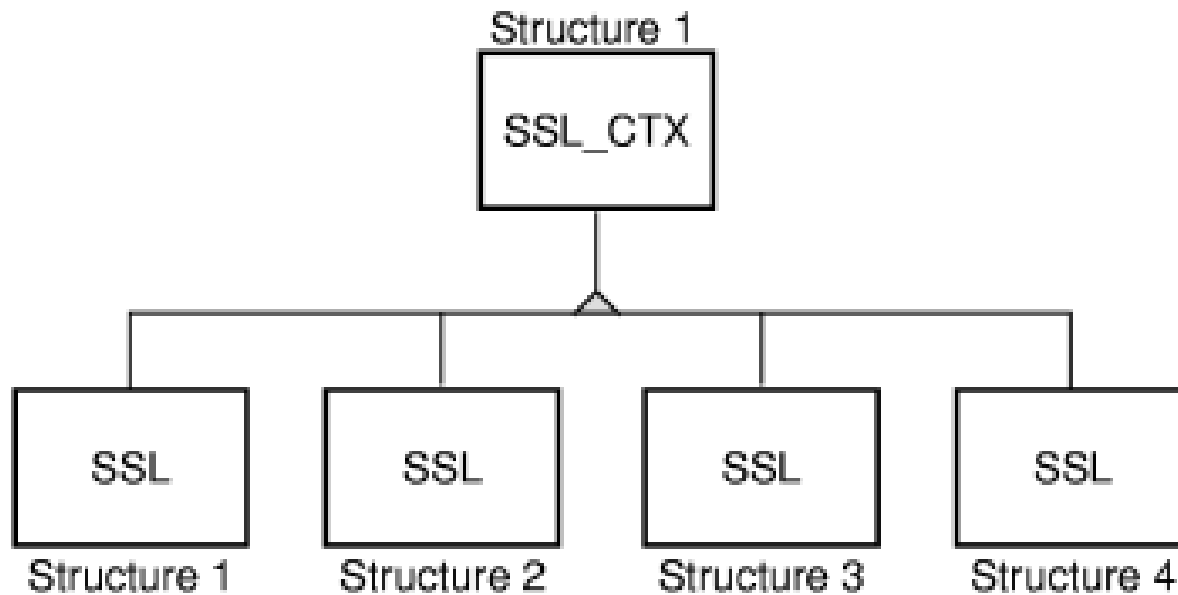 Structure 1
SSL_CTX
SSL
SSL
SSL
SSL
Structure 1
Structure 2
Structure 3
Structure 4